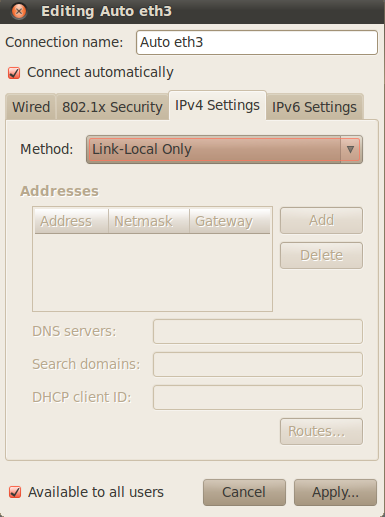 Editing Auto eth3
Connection name: Auto eth3
Connect automatically
Wired 802.1x Security IPv4 Settings IPv6 Settings
Method: Link-Local Only
Addresses
Address Netmask Gateway Add
Delete
DNS servers:
Search domains:
DHCP client ID:
Routes...
Available to all users Cancel Apply...